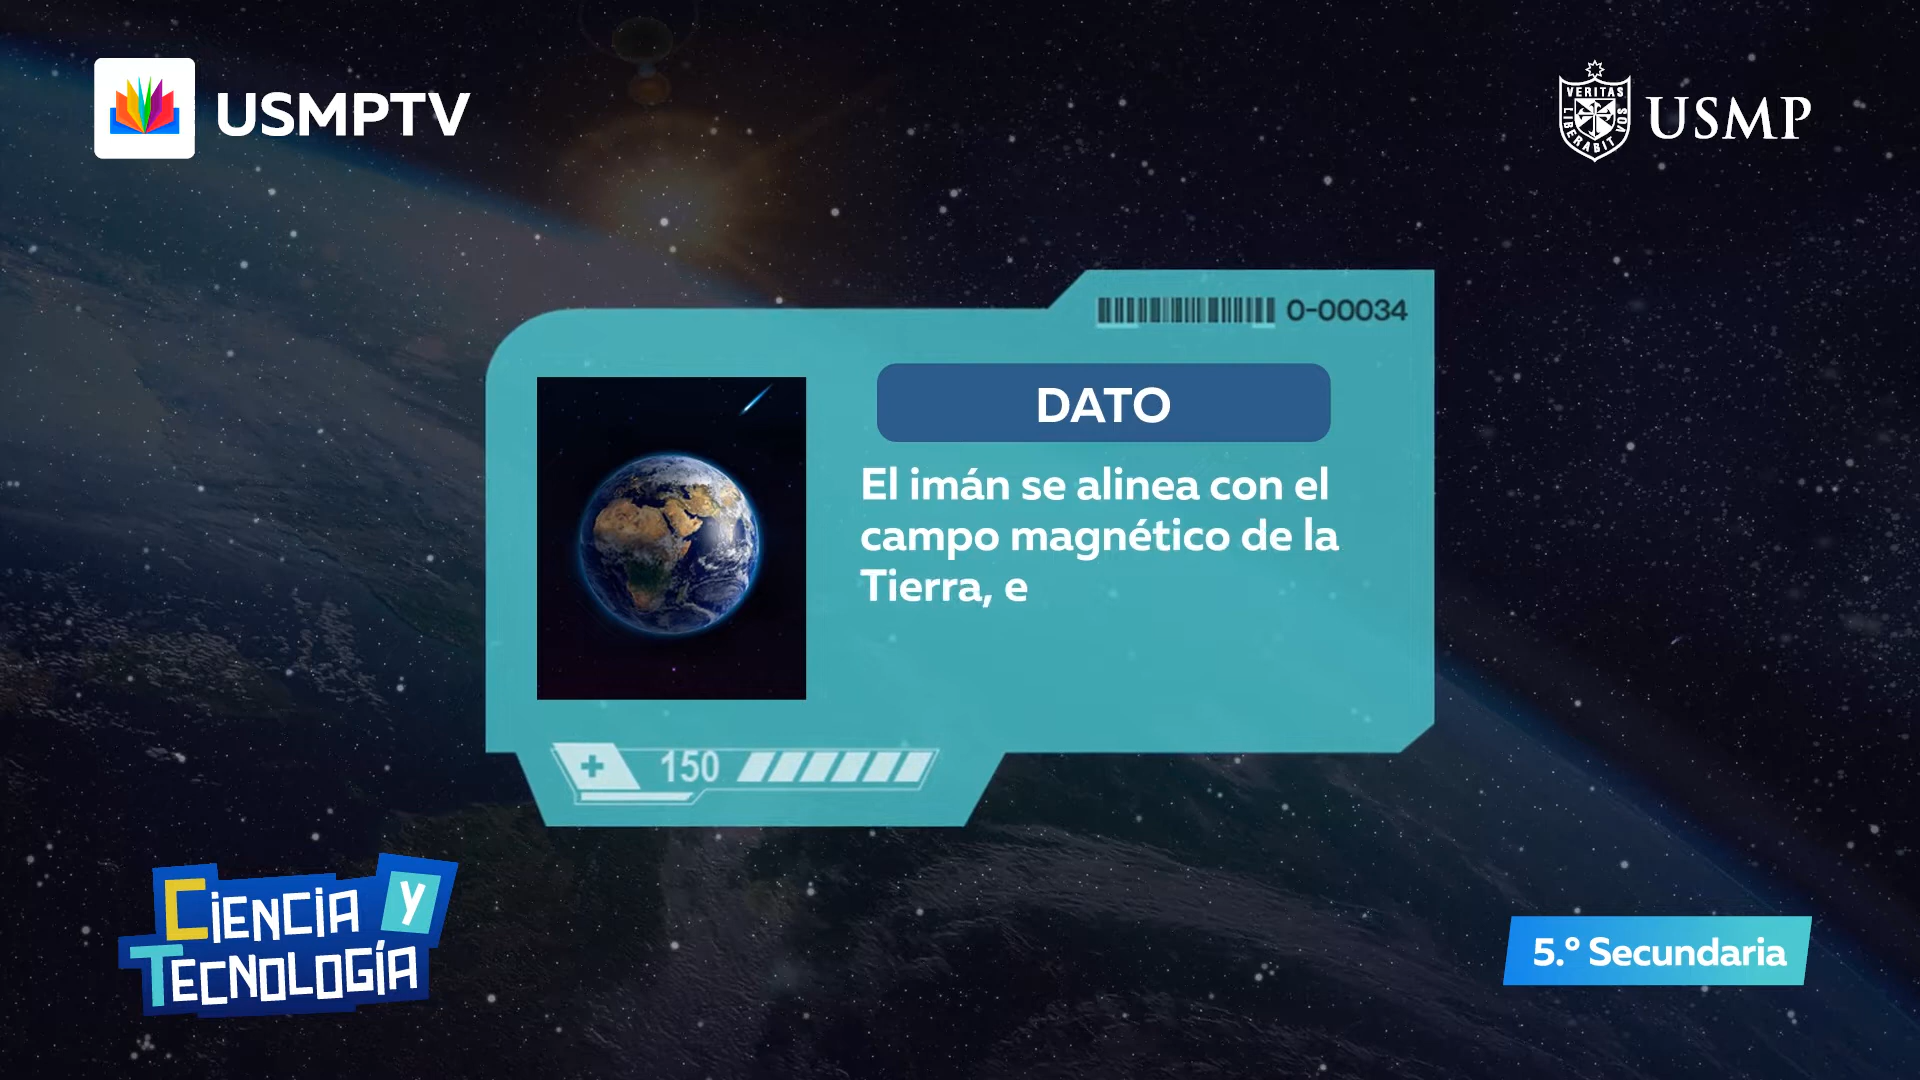 USMPTV
VERITAS
LIBERABIT VOS
USMP
0-00034
DATO
El imán se alinea con el
campo magnético de la
Tierra, e
150
CiENCiA y
TECNOLOGÍA
5.° Secundaria